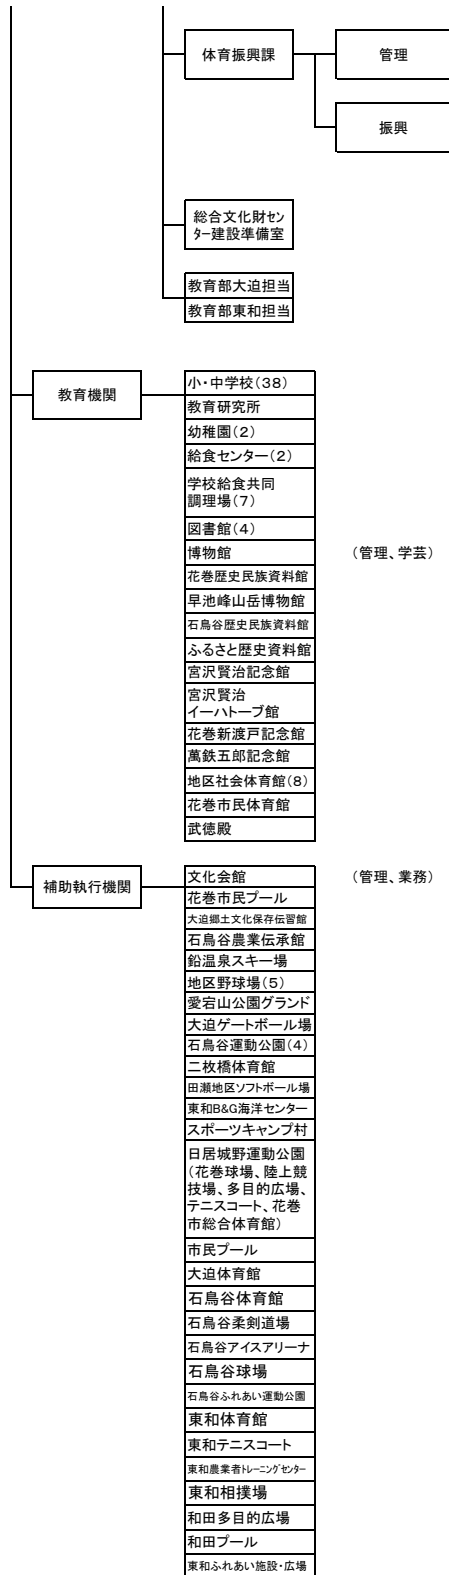 体育振興課
管理
振興
総合文化財セン
ター建設準備室
教育部大迫担当
教育部東和担当
教育機関
小・中学校(38)
教育研究所
幼稚園(2)
給食センター(2)
学校給食共同
調理場(7)
図書館(4)
博物館
(管理、学芸)
花巻歴史民族資料館
早池峰山岳博物館
石鳥谷歴史民族資料館
ふるさと歴史資料館
宮沢賢治記念館
宮沢賢治
イーハトーブ館
花巻新渡戸記念館
萬鉄五郎記念館
地区社会体育館(8)
花巻市民体育館
武徳殿
補助執行機関
文化会館
(管理、業務)
花巻市民プール
大迫郷土文化保存伝習館
石鳥谷農業伝承館
鉛温泉スキー場
地区野球場(5)
愛宕山公園グランド
大迫ゲートボール場
石鳥谷運動公園(4)
二枚橋体育館
田瀬地区ソフトボール場
東和B&G海洋センター
スポーツキャンプ村
日居城野運動公園
(花巻球場、陸上競
技場、多目的広場、
テニスコート、花巻
市総合体育館)
市民プール
大迫体育館
石鳥谷体育館
石鳥谷柔剣道場
石鳥谷アイスアリーナ
石鳥谷球場
石鳥谷ふれあい運動公園
東和体育館
東和テニスコート
東和農業者トレーニングセンター
東和相撲場
和田多目的広場
和田プール
東和ふれあい施設・広場